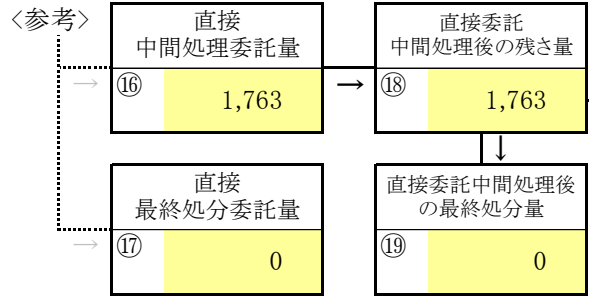 〈参考〉
直接
中間処理委託量
⑯
1,763
→
→
直接委託
中間処理後の残さ量
⑱
1,763
↓
直接
最終処分委託量
→
⑰
0
直接委託中間処理後
の最終処分量
⑲
0